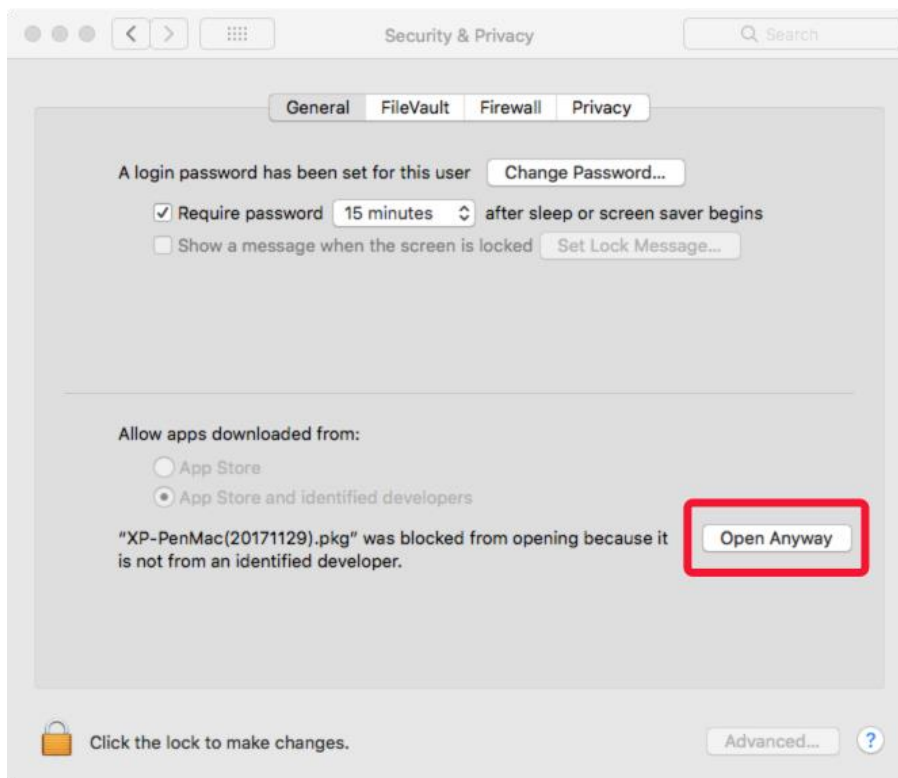 Security & Privacy
Search
General FileVault Firewall Privacy
A login password has been set for this user Change Password...
Require password 15 minutes after sleep or screen saver begins
Show a message when the screen is locked Set Lock Message...
Allow apps downloaded from:
App Store
App Store and identified developers
“XP-PenMac(20171129).pkg” was blocked from opening because it
is not from an identified developer.
Open Anyway
Click the lock to make changes.
Advanced... ?